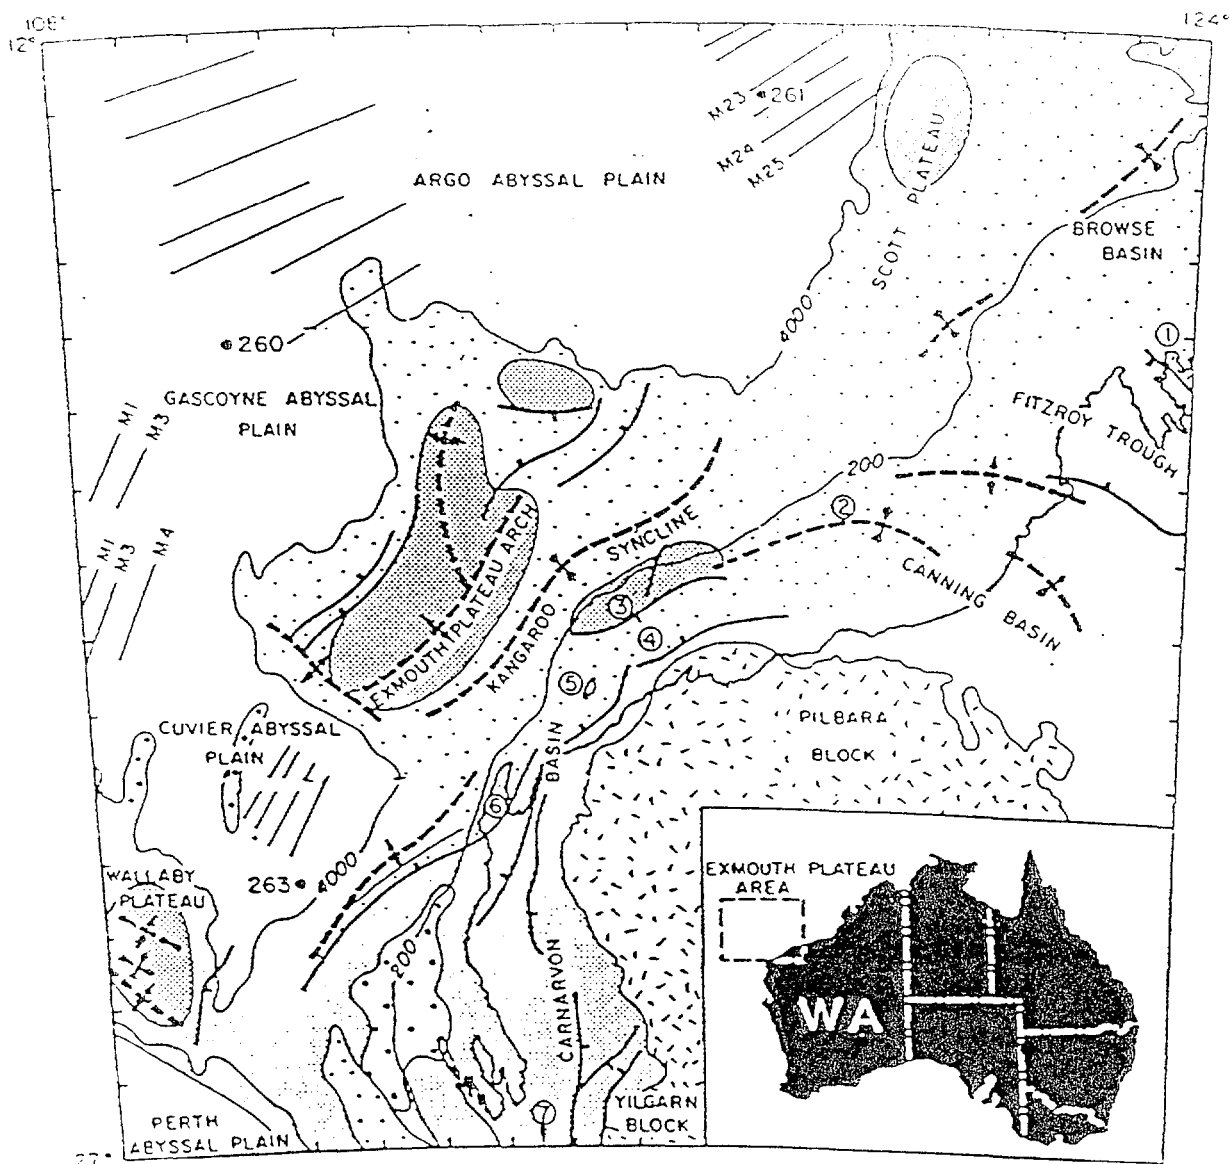 108°
124°
12°
M23
261
M24
M25
ARGO ABYSSAL PLAIN
SCOTT PLATEAU
BROWSE
BASIN
4000
260
1
GASCOYNE ABYSSAL
PLAIN
M1
M3
FITZROY TROUGH
200
2
M1
M3
M4
EXMOUTH PLATEAU ARCH
KANGAROO SYNCLINE
CANNING BASIN
3
4
5
CUVIER ABYSSAL
PLAIN
PILBARA
BLOCK
BASIN
6
WALLABY
PLATEAU
263
4000
200
CARNARVON
EXMOUTH PLATEAU
AREA
WA
7
PERTH
ABYSSAL PLAIN
YILGARN
BLOCK
27°